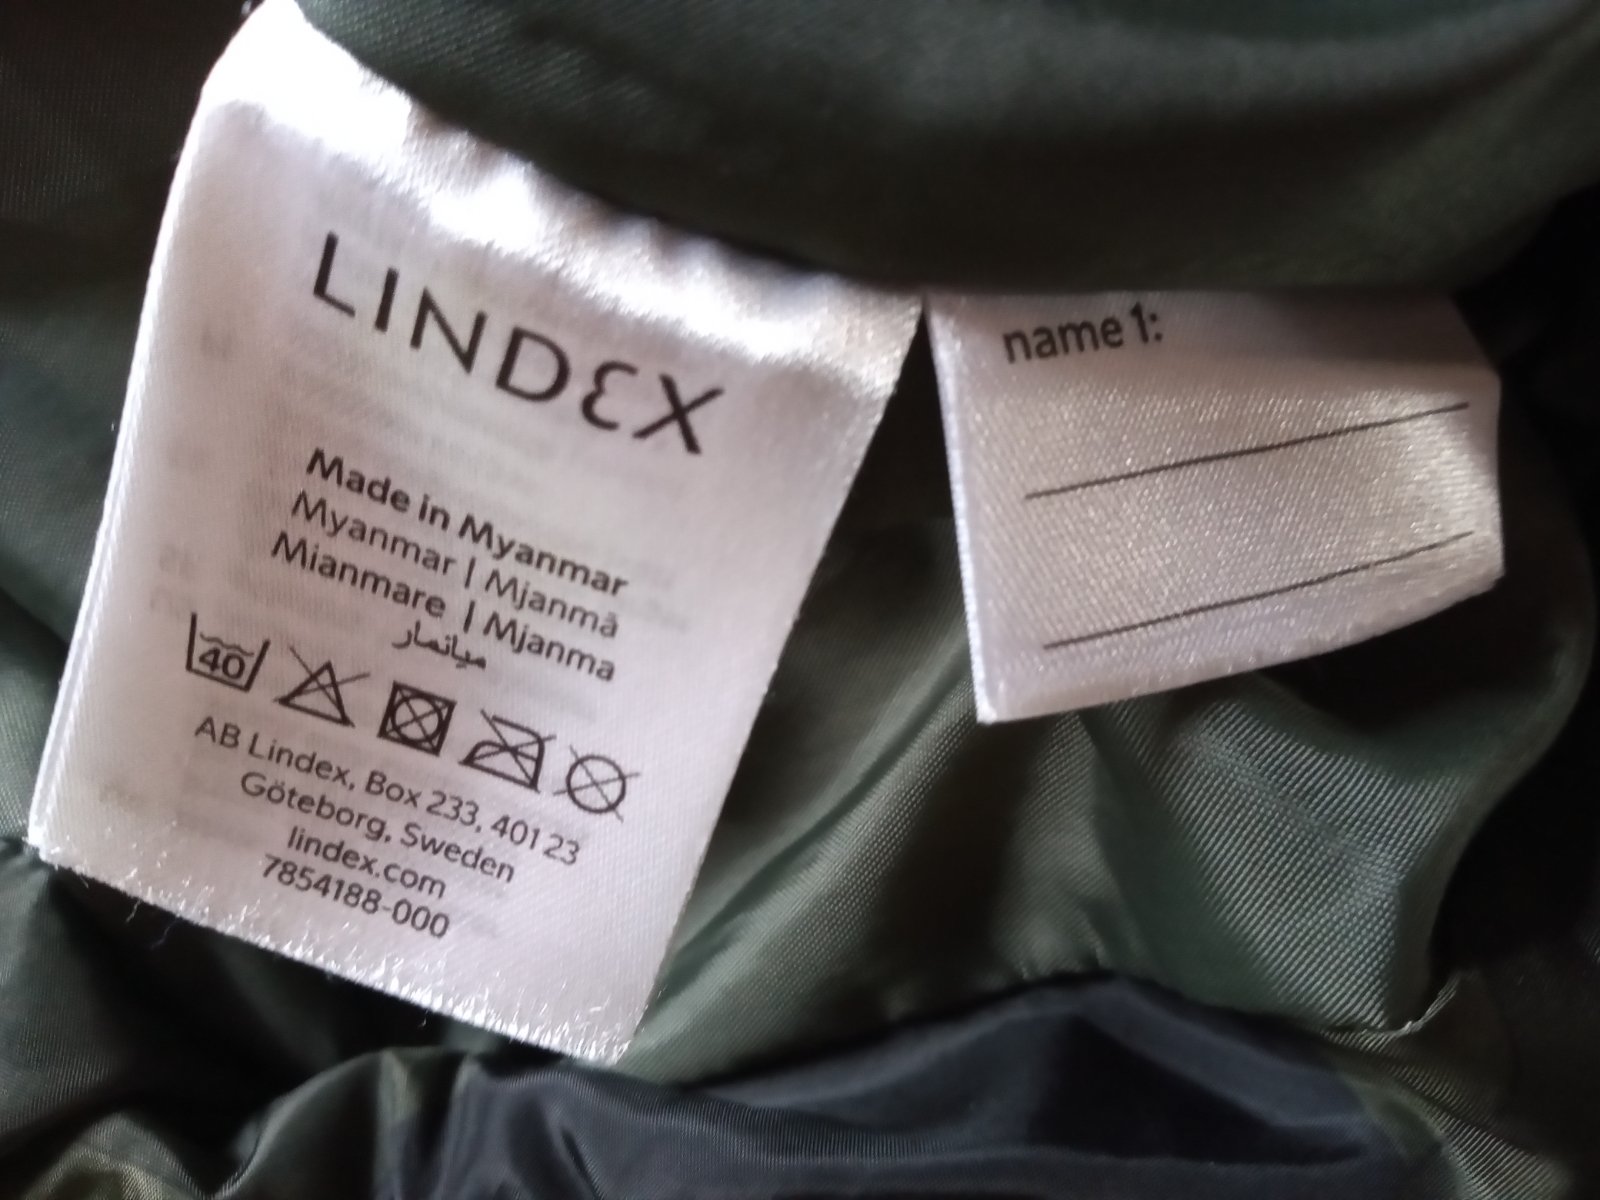 LINDEX
Made in Myanmar
Myanmar | Mjanmā
Mianmare | Mjanma
ميانمار
40
AB Lindex, Box 233, 401 23
Göteborg, Sweden
lindex.com
7854188-000
name 1: